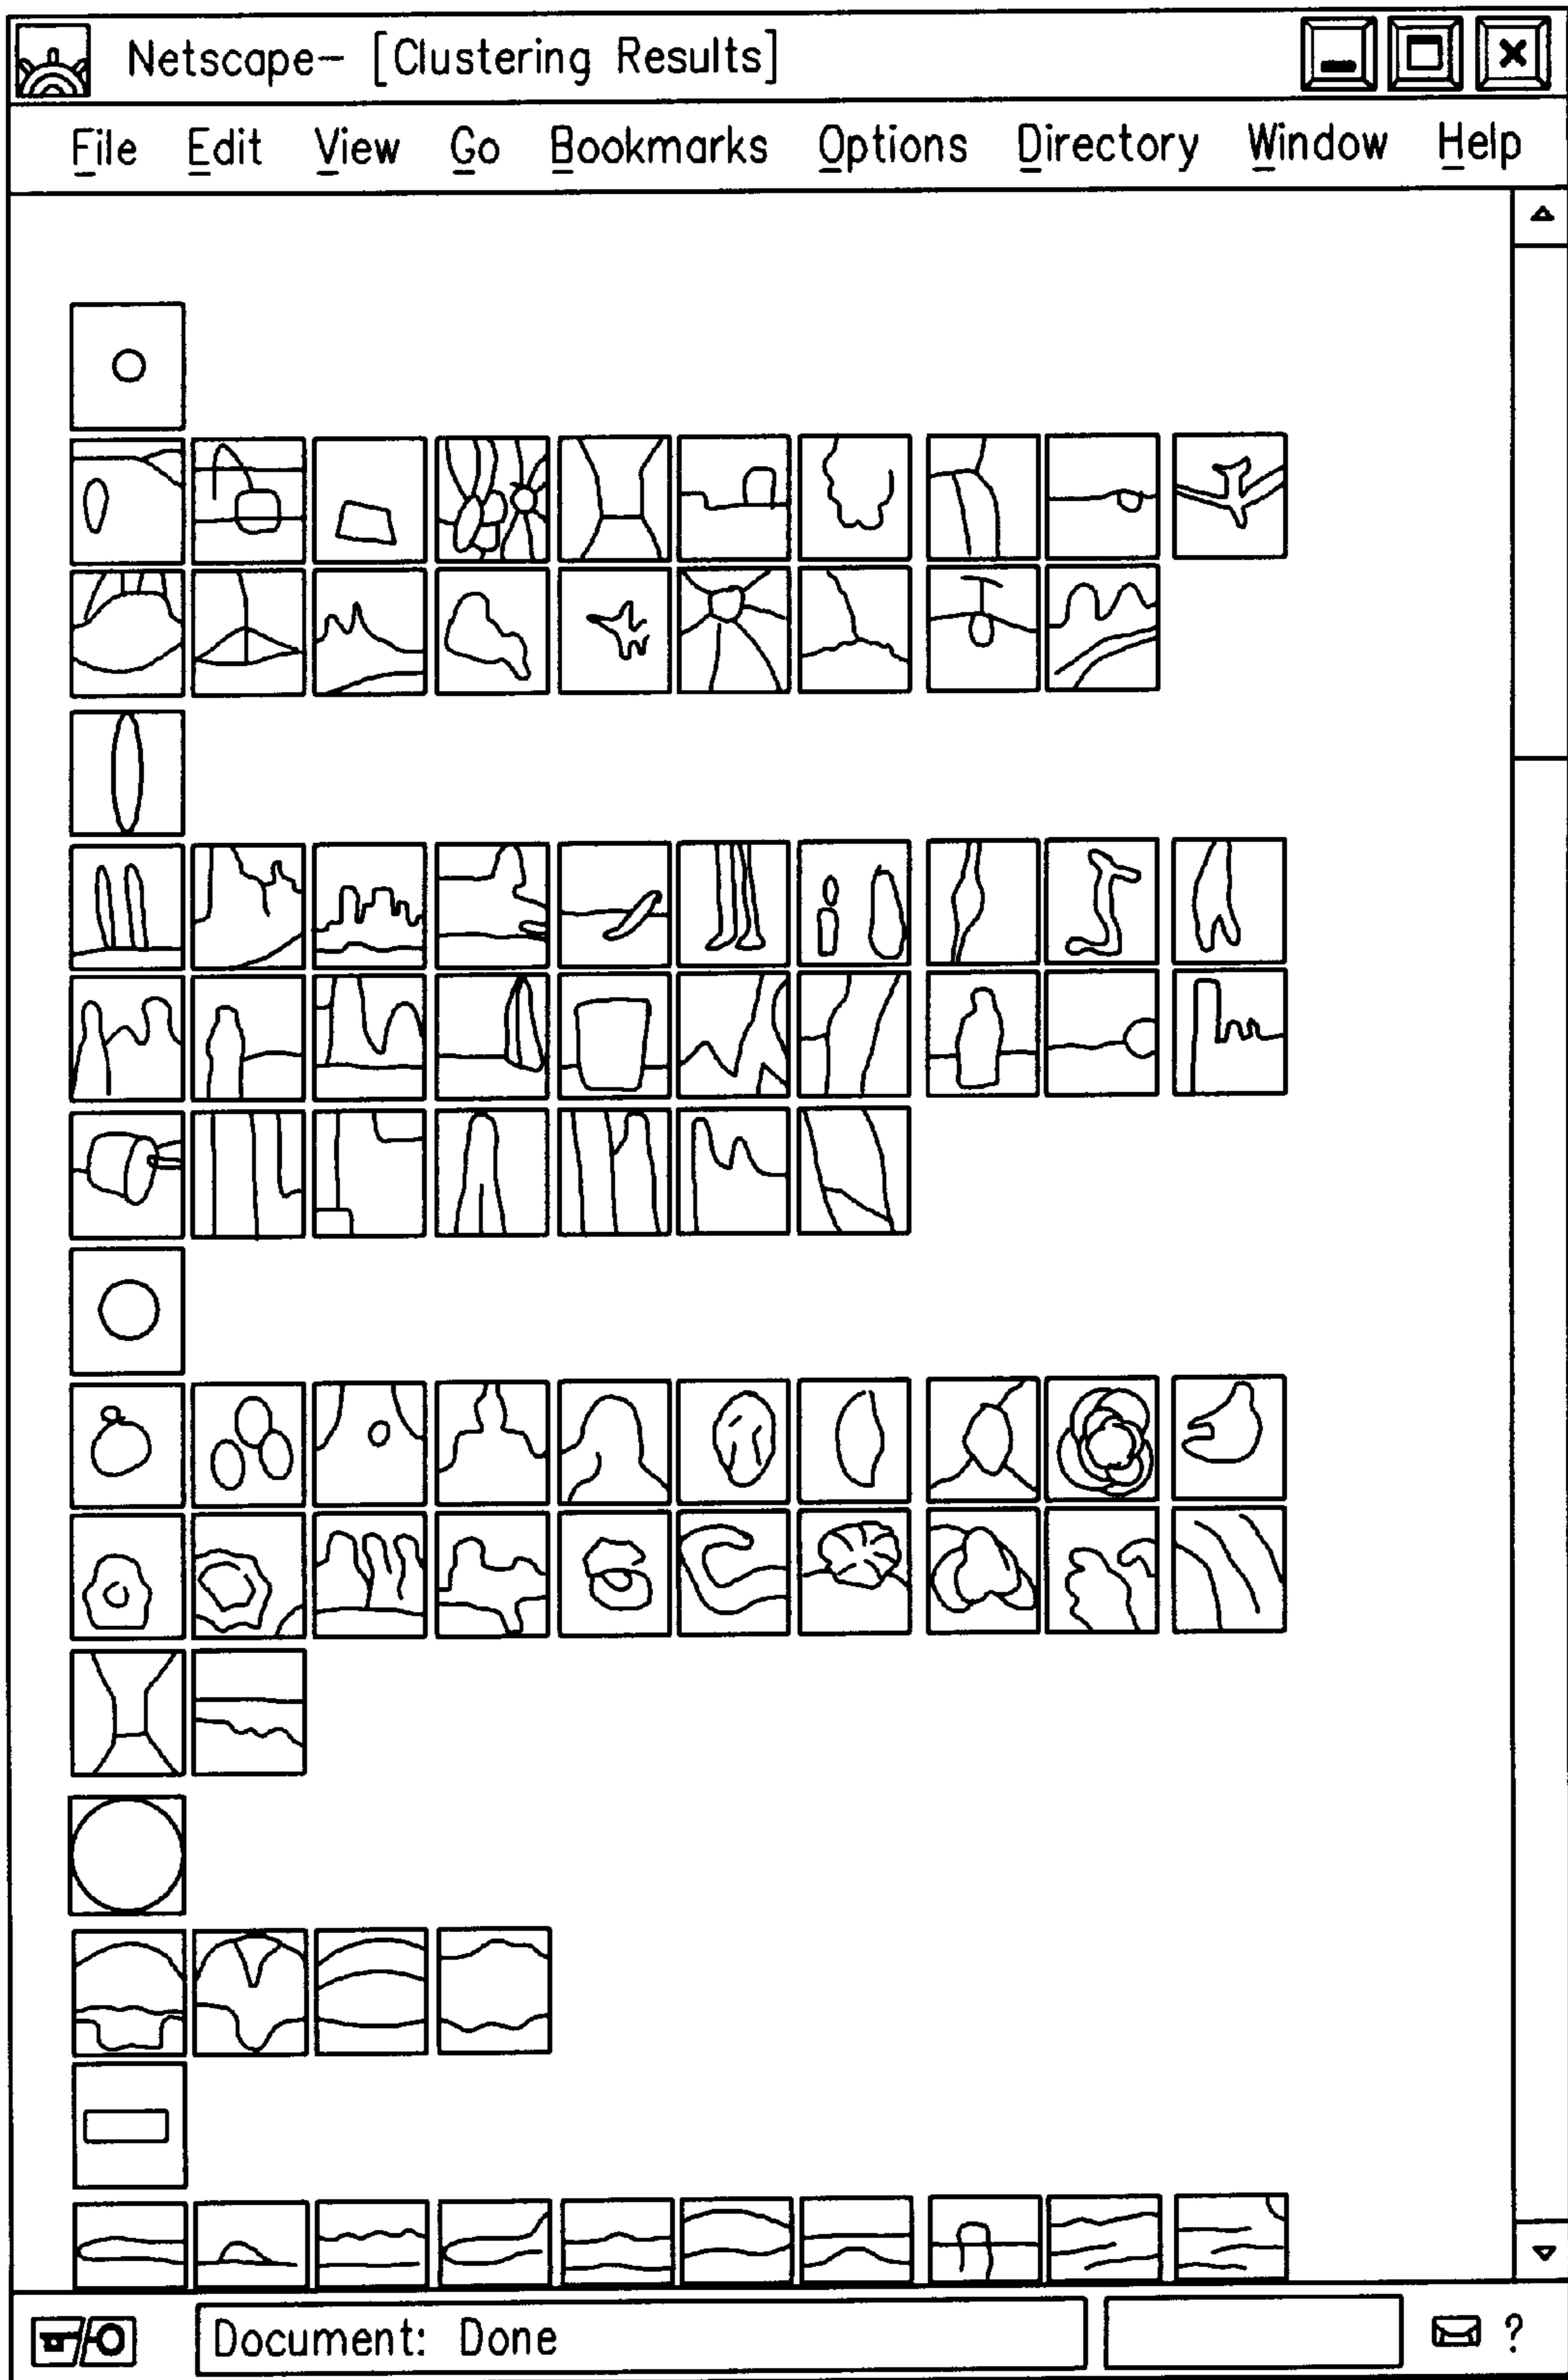 Netscape- [Clustering Results]
File Edit View Go Bookmarks Options Directory Window Help
Document: Done
?